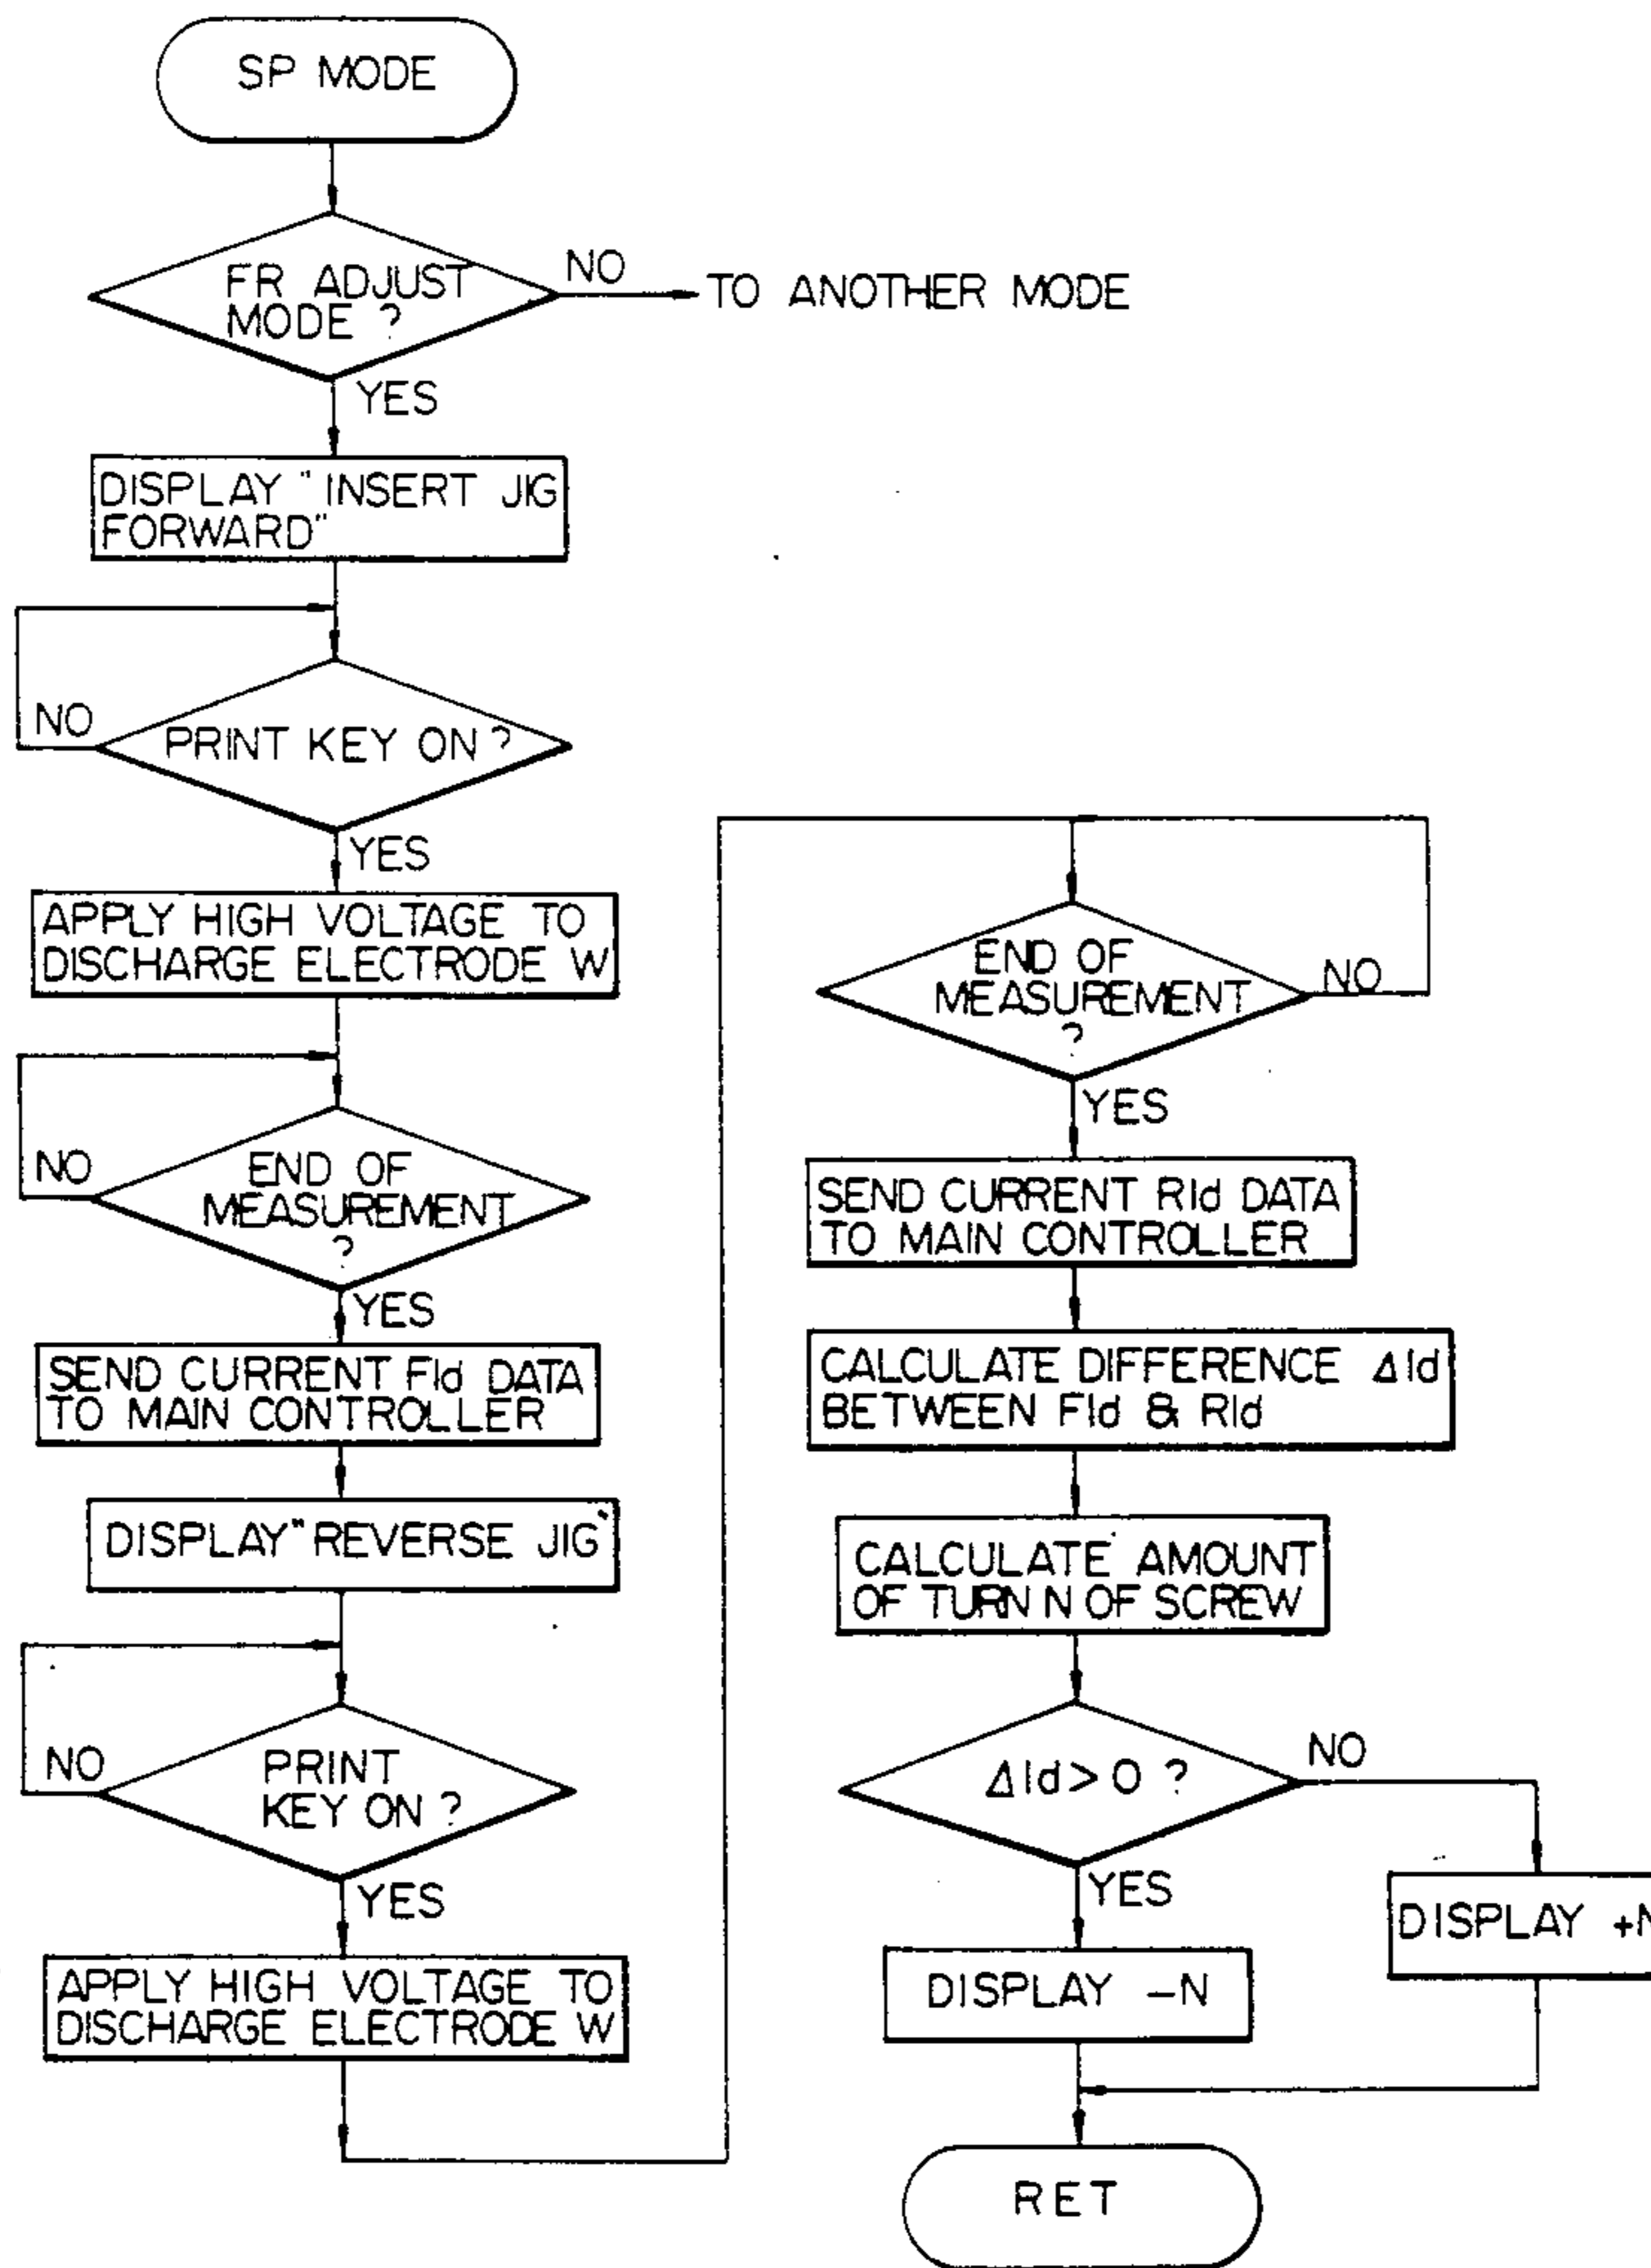 SP MODE
FR ADJUST
MODE ?
NO
TO ANOTHER MODE
YES
DISPLAY "INSERT JIG
FORWARD"
NO
PRINT KEY ON ?
YES
APPLY HIGH VOLTAGE TO
DISCHARGE ELECTRODE W
NO
END OF
MEASUREMENT
?
YES
SEND CURRENT FId DATA
TO MAIN CONTROLLER
DISPLAY "REVERSE JIG"
NO
PRINT
KEY ON ?
YES
APPLY HIGH VOLTAGE TO
DISCHARGE ELECTRODE W
END OF
MEASUREMENT
?
NO
YES
SEND CURRENT RId DATA
TO MAIN CONTROLLER
CALCULATE DIFFERENCE ΔId
BETWEEN FId & RId
CALCULATE AMOUNT
OF TURN N OF SCREW
ΔId > 0 ?
NO
YES
DISPLAY +N
DISPLAY −N
RET